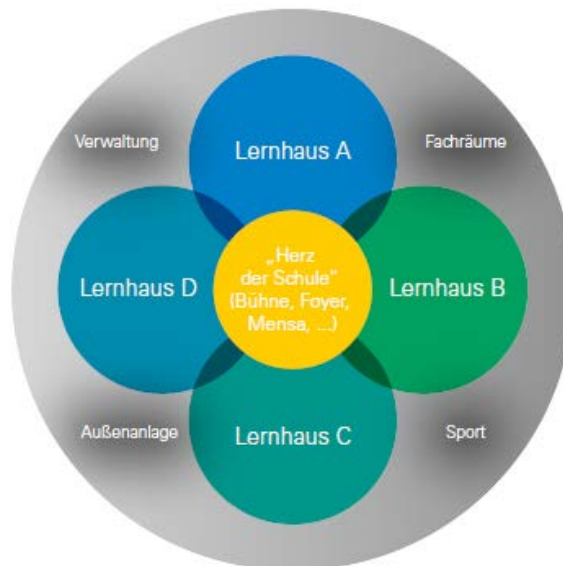 Verwaltung
Lernhaus A
Fachräume
Lernhaus D
„Herz
der Schule“
(Bühne, Foyer,
Mensa, ...)
Lernhaus B
Außenanlage
Lernhaus C
Sport